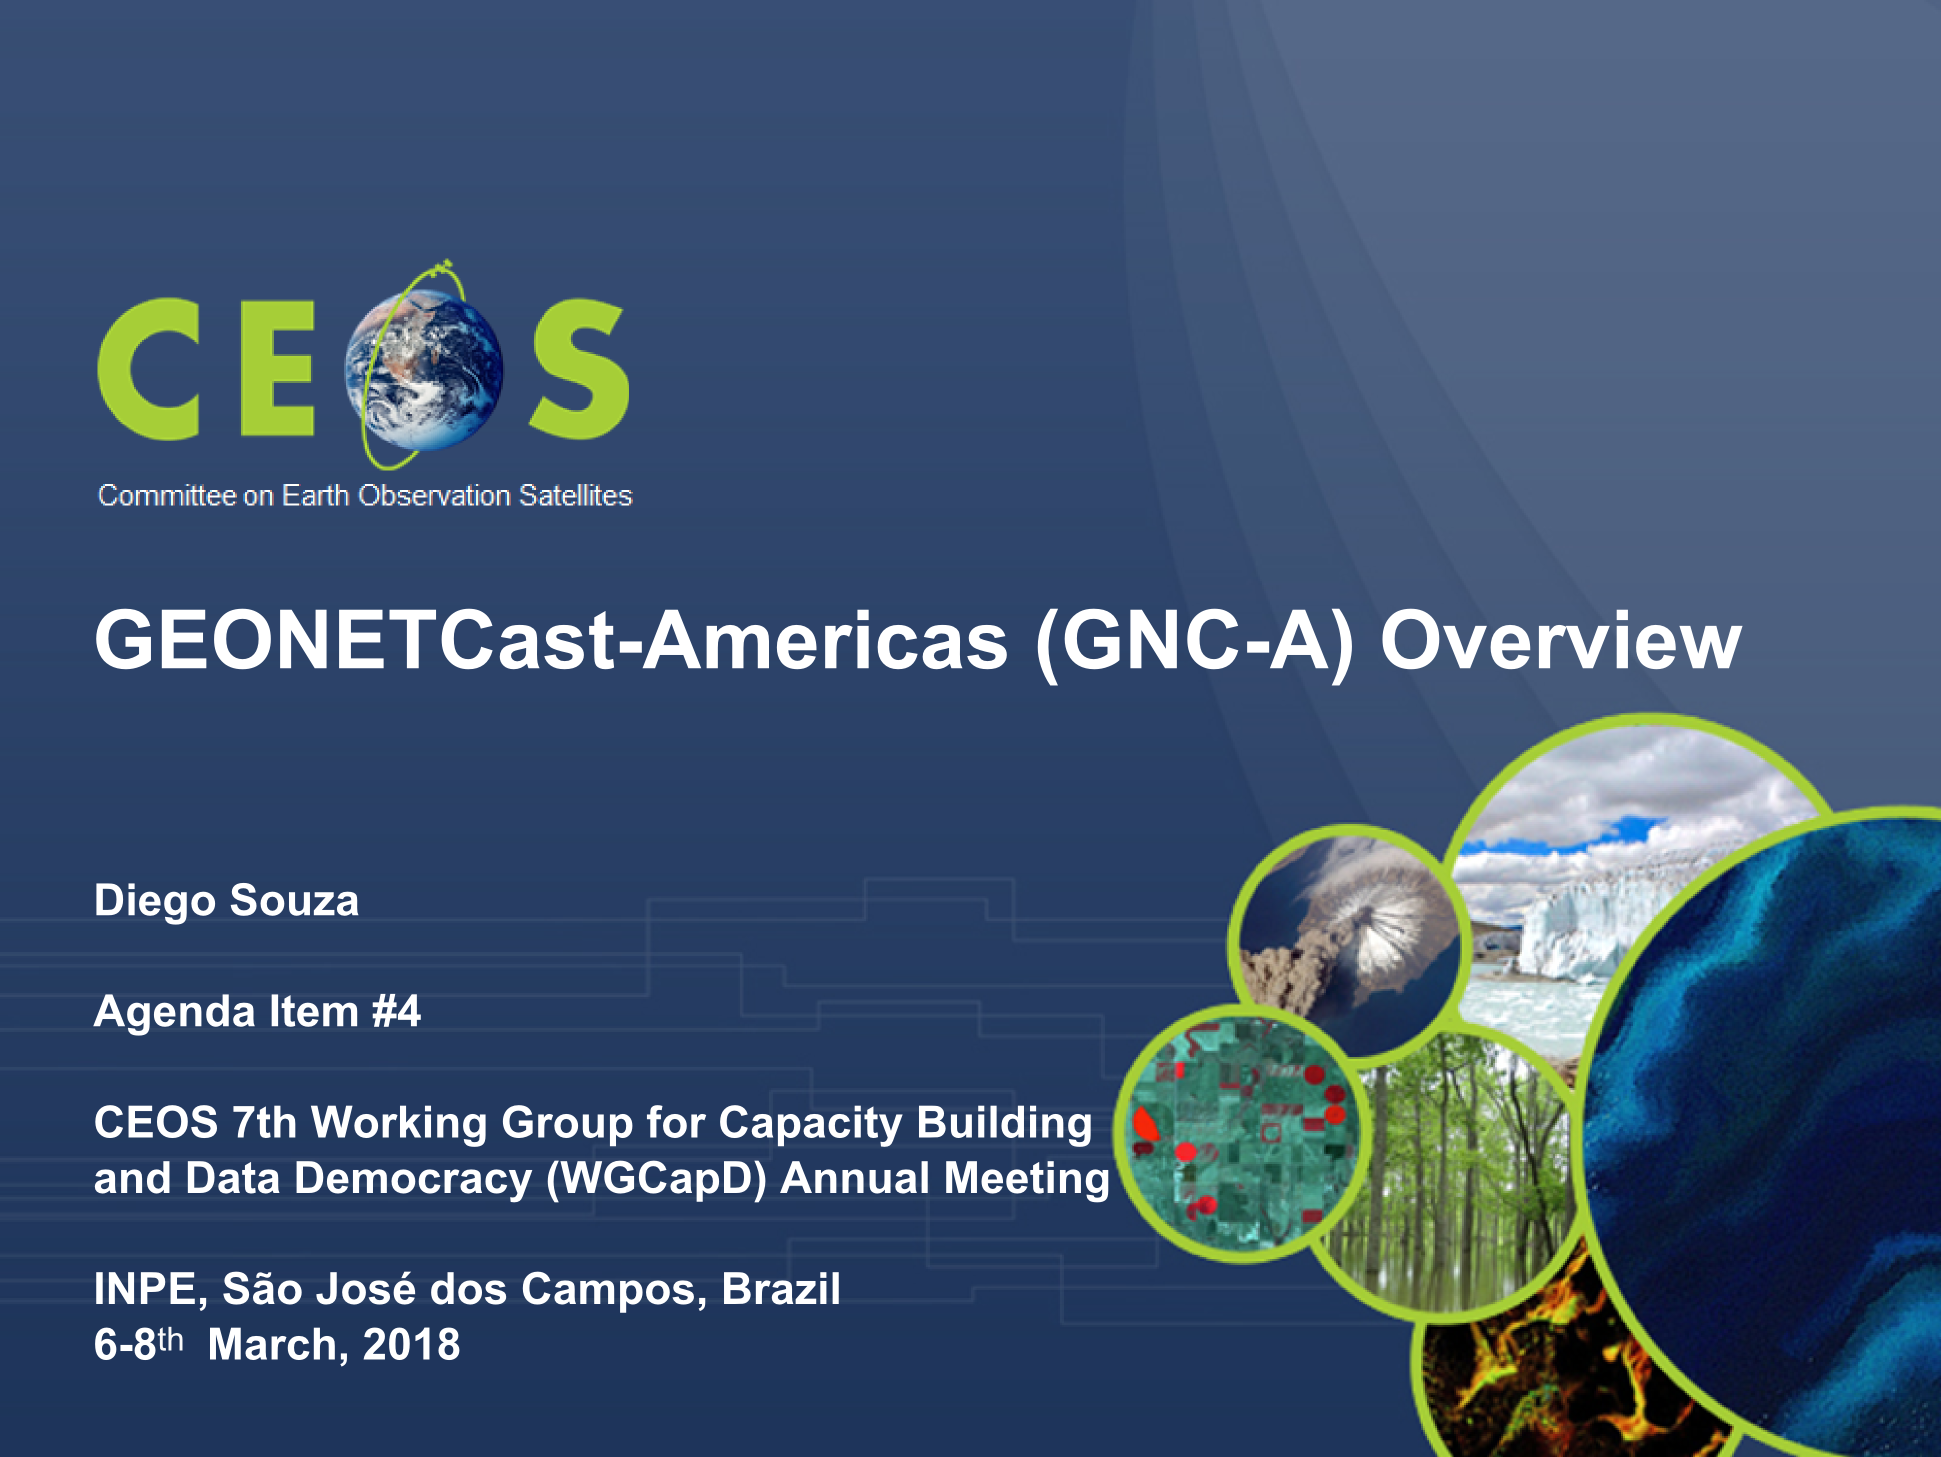 CEOS
Committee on Earth Observation Satellites
GEONETCast-Americas (GNC-A) Overview
Diego Souza
Agenda Item #4
CEOS 7th Working Group for Capacity Building
and Data Democracy (WGCapD) Annual Meeting
INPE, São José dos Campos, Brazil
6-8th March, 2018